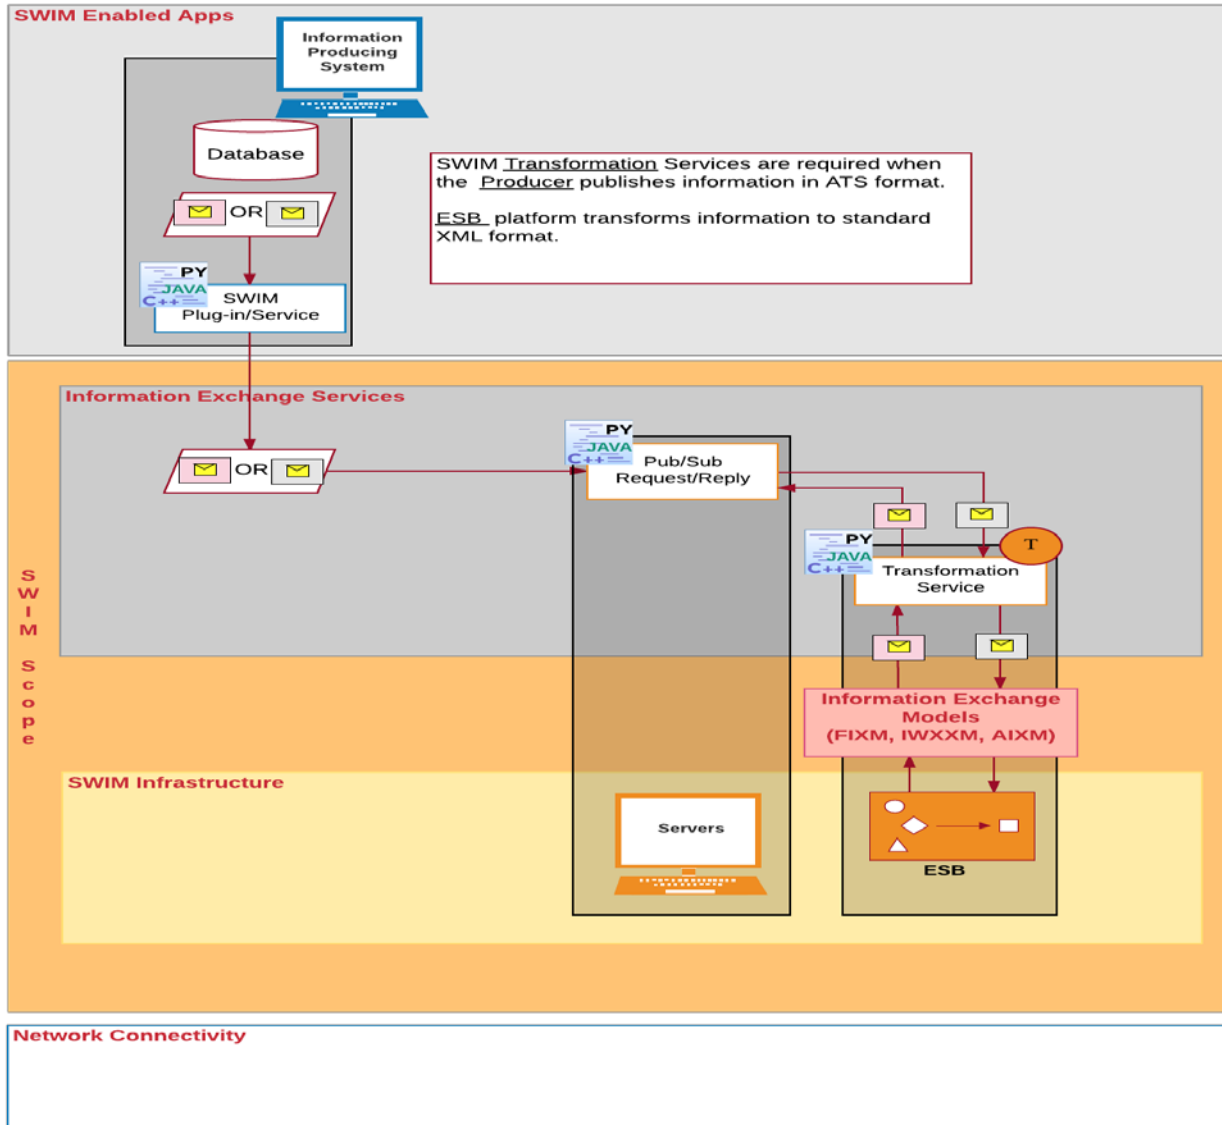 SWIM Enabled Apps
Information
Producing
System
Database
OR
PY
JAVA
C++
SWIM
Plug-in/Service
SWIM Transformation Services are required when
the Producer publishes information in ATS format.
ESB platform transforms information to standard
XML format.
SWIM Scope
Information Exchange Services
OR
PY
JAVA
C++
Pub/Sub
Request/Reply
PY
JAVA
C++
T
Transformation
Service
Information Exchange
Models
(FIXM, IWXXM, AIXM)
SWIM Infrastructure
Servers
ESB
Network Connectivity